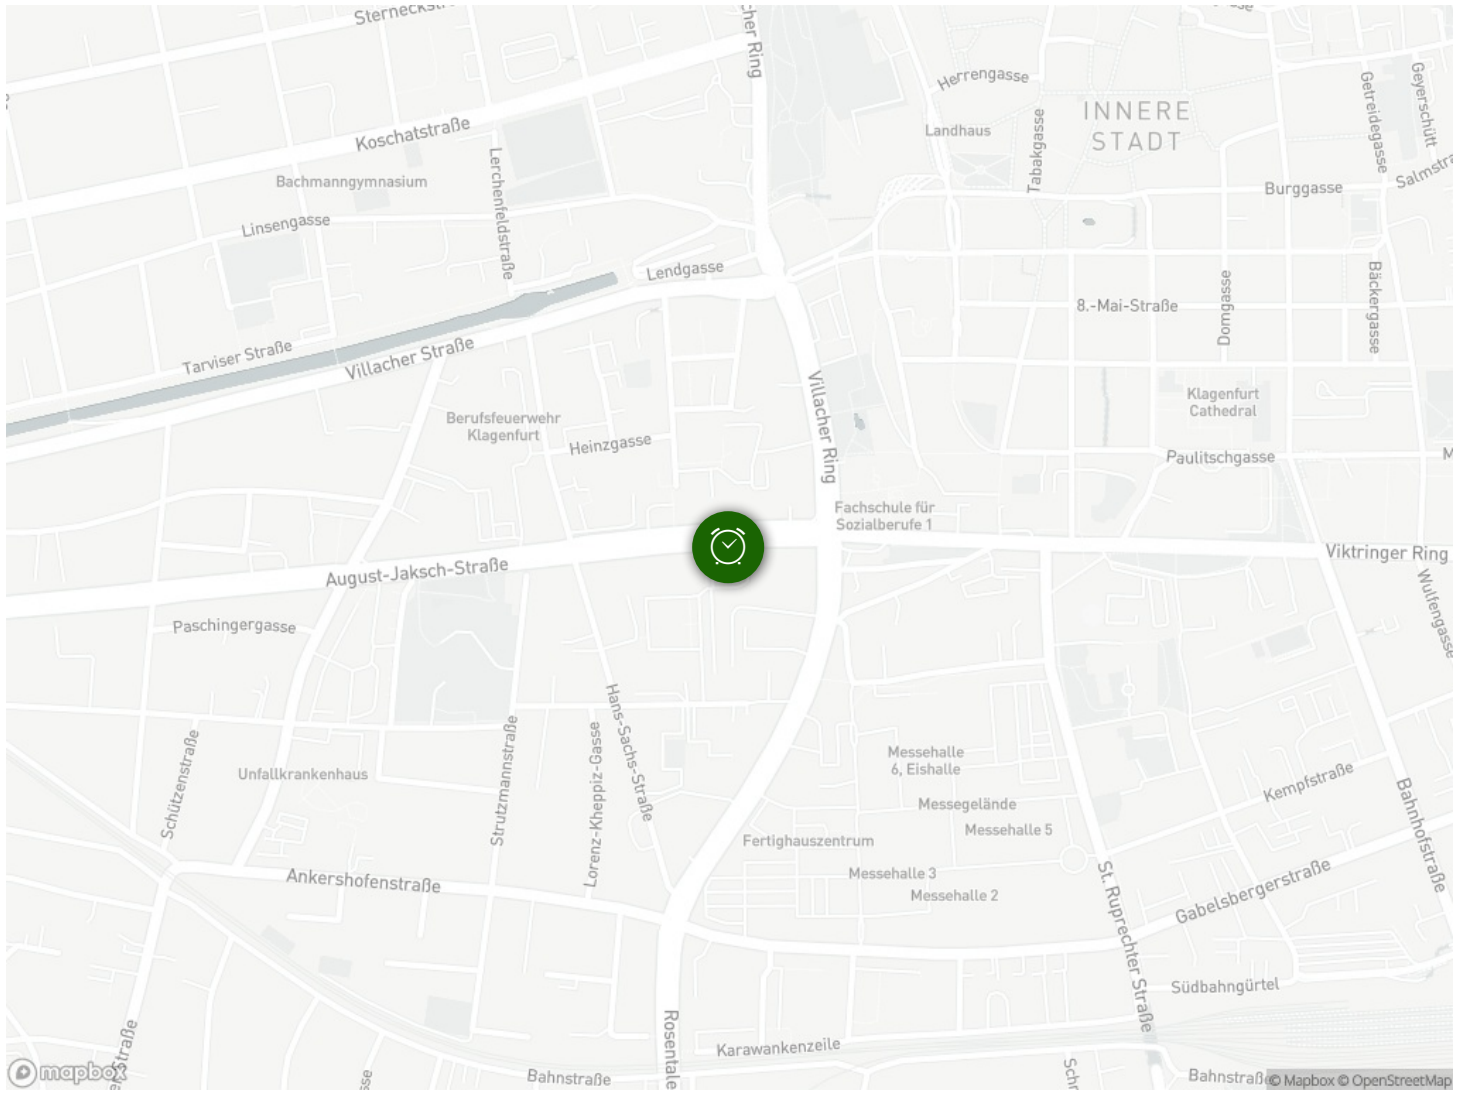 Sterneckstr
cher Ring
Herrengasse
Getreidegasse
Geyerschütt
INNERE
STADT
Koschatstraße
Landhaus
Tabakgasse
Lerchenfeldstraße
Bachmanngymnasium
Burggasse
Salmstra
Linsengasse
Lendgasse
8.-Mai-Straße
Domgasse
Bäckergasse
Tarviser Straße
Villacher Straße
Villacher Ring
Klagenfurt
Cathedral
Berufsfeuerwehr
Klagenfurt
Heinzgasse
Paulitschgasse
M
Fachschule für
Sozialberufe 1
Viktringer Ring
August-Jaksch-Straße
Wulfengasse
Paschingergasse
Hans-Sachs-Straße
Schützenstraße
Strutzmannstraße
Lorenz-Kheppiz-Gasse
Unfallkrankenhaus
Messehalle
6, Eishalle
Kempfstraße
Bahnhofstraße
Messegelände
Messehalle 5
Fertighauszentrum
Messehalle 3
Messehalle 2
Ankershofenstraße
St. Ruprechter Straße
Gabelsbergerstraße
Südbahngürtel
Rosentale
Karawankenzeile
er Straße
sse
Bahnstraße
Schr
Bahnstraße
mapbox
© Mapbox © OpenStreetMap